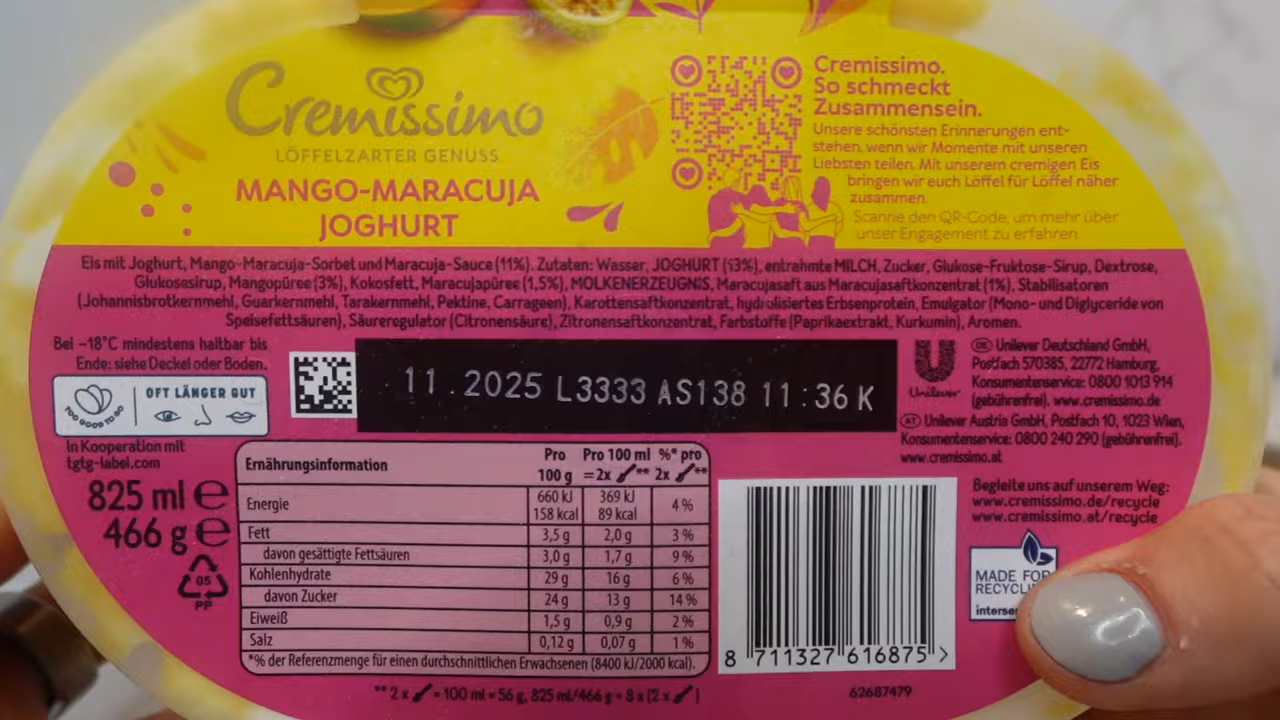 Cremissimo
LÖFFELZARTER GENUSS
MANGO-MARACUJA
JOGHURT
Cremissimo.
So schmeckt
Zusammensein.
Unsere schönsten Erinnerungen ent-
stehen, wenn wir Momente mit unseren
Liebsten teilen. Mit unserem cremigen Eis
bringen wir euch Löffel für Löffel näher
zusammen.
Scanne den QR-Code, um mehr über
unser Engagement zu erfahren.
Eis mit Joghurt, Mango-Maracuja-Sorbet und Maracuja-Sauce (11%). Zutaten: Wasser, JOGHURT (13%), entrahmte MILCH, Zucker, Glukose-Fruktose-Sirup, Dextrose,
Glukosesirup, Mangopüree (3%), Kokosfett, Maracujapüree (1,5%), MOLKENERZEUGNIS, Maracujasaft aus Maracujasaftkonzentrat (1%), Stabilisatoren
(Johannisbrotkernmehl, Guarkernmehl, Tarakernmehl, Pektine, Carrageen), Karottensaftkonzentrat, hydrolisiertes Erbsenprotein, Emulgator (Mono- und Diglyceride von
Speisefettsäuren), Säureregulator (Citronensäure), Zitronensaftkonzentrat, Farbstoffe (Paprikaextrakt, Kurkumin), Aromen.
Bei -18°C mindestens haltbar bis
Ende: siehe Deckel oder Boden.
TOO GOOD TO GO
OFT LÄNGER GUT
In Kooperation mit
tgtg-label.com
825 ml e
466 g e
05
PP
11.2025 L3333 AS138 11:36 K
Unilever
DE Unilever Deutschland GmbH,
Postfach 570385, 22772 Hamburg,
Konsumentenservice: 0800 1013 914
(gebührenfrei). www.cremissimo.de
AT Unilever Austria GmbH, Postfach 10, 1023 Wien,
Konsumentenservice: 0800 240 290 (gebührenfrei).
www.cremissimo.at
Ernährungsinformation Pro 100 g Pro 100 ml =2x ** %* pro 2x **
Energie 660 kJ 158 kcal 369 kJ 89 kcal 4 %
Fett 3,5 g 2,0 g 3 %
davon gesättigte Fettsäuren 3,0 g 1,7 g 9 %
Kohlenhydrate 29 g 16 g 6 %
davon Zucker 24 g 13 g 14 %
Eiweiß 1,5 g 0,9 g 2 %
Salz 0,12 g 0,07 g 1 %
*% der Referenzmenge für einen durchschnittlichen Erwachsenen (8400 kJ/2000 kcal).
**2 x = 100 ml = 56 g, 825 ml/466 g = 8 x (2 x )
8 711327 616875 >
Begleite uns auf unserem Weg:
www.cremissimo.de/recycle
www.cremissimo.at/recycle
MADE FOR
RECYCLIN
interse
62687479